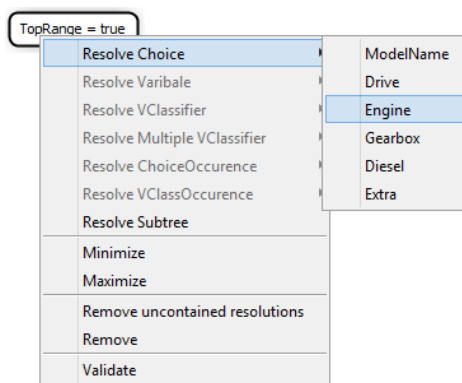 TopRange = true
Resolve Choice
Resolve Varibale
Resolve VClassifier
Resolve Multiple VClassifier
Resolve ChoiceOccurence
Resolve VClassOccurence
Resolve Subtree
Minimize
Maximize
Remove uncontained resolutions
Remove
Validate
ModelName
Drive
Engine
Gearbox
Diesel
Extra